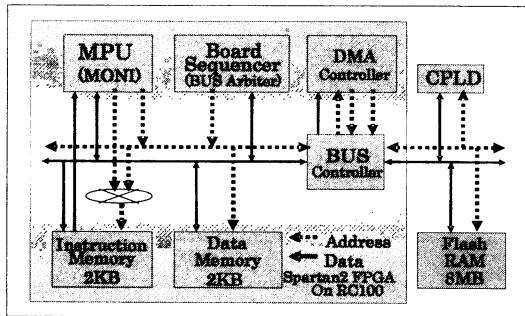 MPU
(MONI)
Board
Sequencer
(BUS Arbiter)
DMA
Controller
CPLD
BUS
Controller
Instruction
Memory
2KB
Data
Memory
2KB
Address
Data
Spartan2 FPGA
On RC100
Flash
RAM
8MB